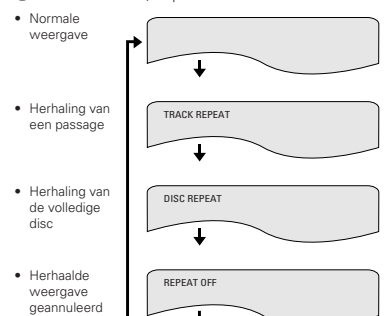 • Normale
weergave
• Herhaling van
een passage
TRACK REPEAT
• Herhaling van
de volledige
disc
DISC REPEAT
• Herhaalde
weergave
geannuleerd
REPEAT OFF